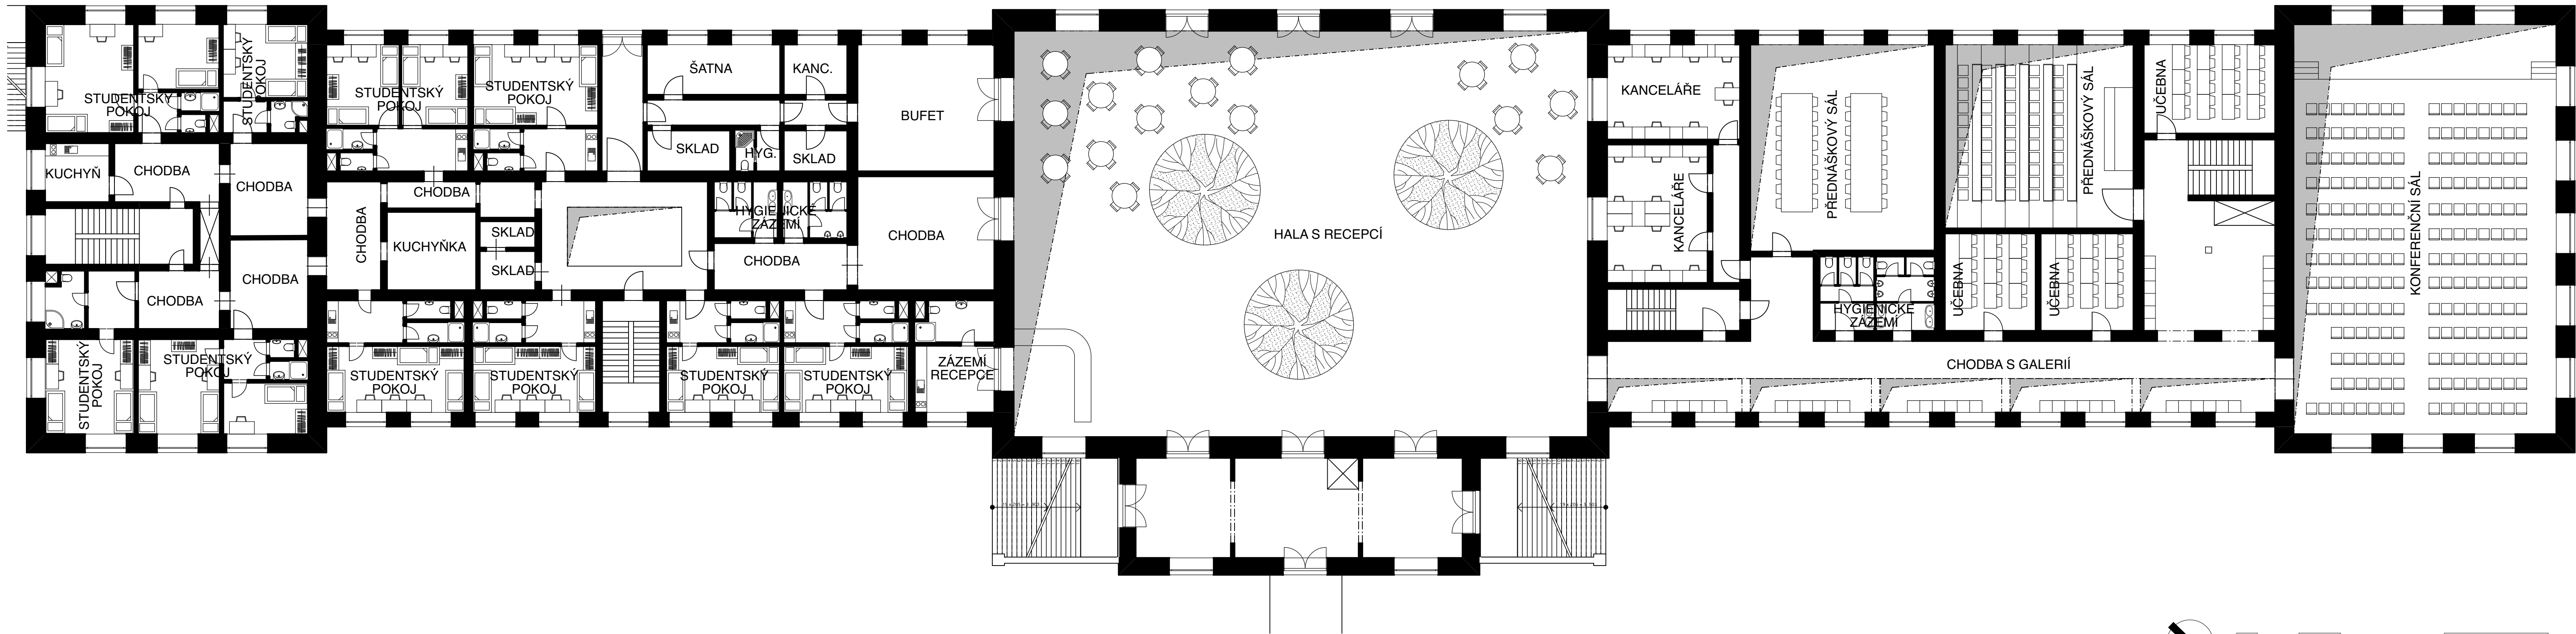 STUDENTSKÝ
POKOJ
STUDENTSKÝ
POKOJ
STUDENTSKÝ
POKOJ
STUDENTSKÝ
POKOJ
ŠATNA
KANC.
BUFET
SKLAD
HYG.
SKLAD
KUCHYŇ
CHODBA
CHODBA
CHODBA
CHODBA
KUCHYŇKA
SKLAD
SKLAD
HYGIENICKÉ
ZÁZEMÍ
CHODBA
CHODBA
CHODBA
CHODBA
STUDENTSKÝ
POKOJ
STUDENTSKÝ
POKOJ
STUDENTSKÝ
POKOJ
STUDENTSKÝ
POKOJ
STUDENTSKÝ
POKOJ
STUDENTSKÝ
POKOJ
ZÁZEMÍ
RECEPCE
HALA S RECEPCÍ
KANCELÁŘE
KANCELÁŘE
PŘEDNÁŠKOVÝ SÁL
PŘEDNÁŠKOVÝ SÁL
UČEBNA
UČEBNA
UČEBNA
HYGIENICKÉ
ZÁZEMÍ
CHODBA S GALERIÍ
KONFERENČNÍ SÁL